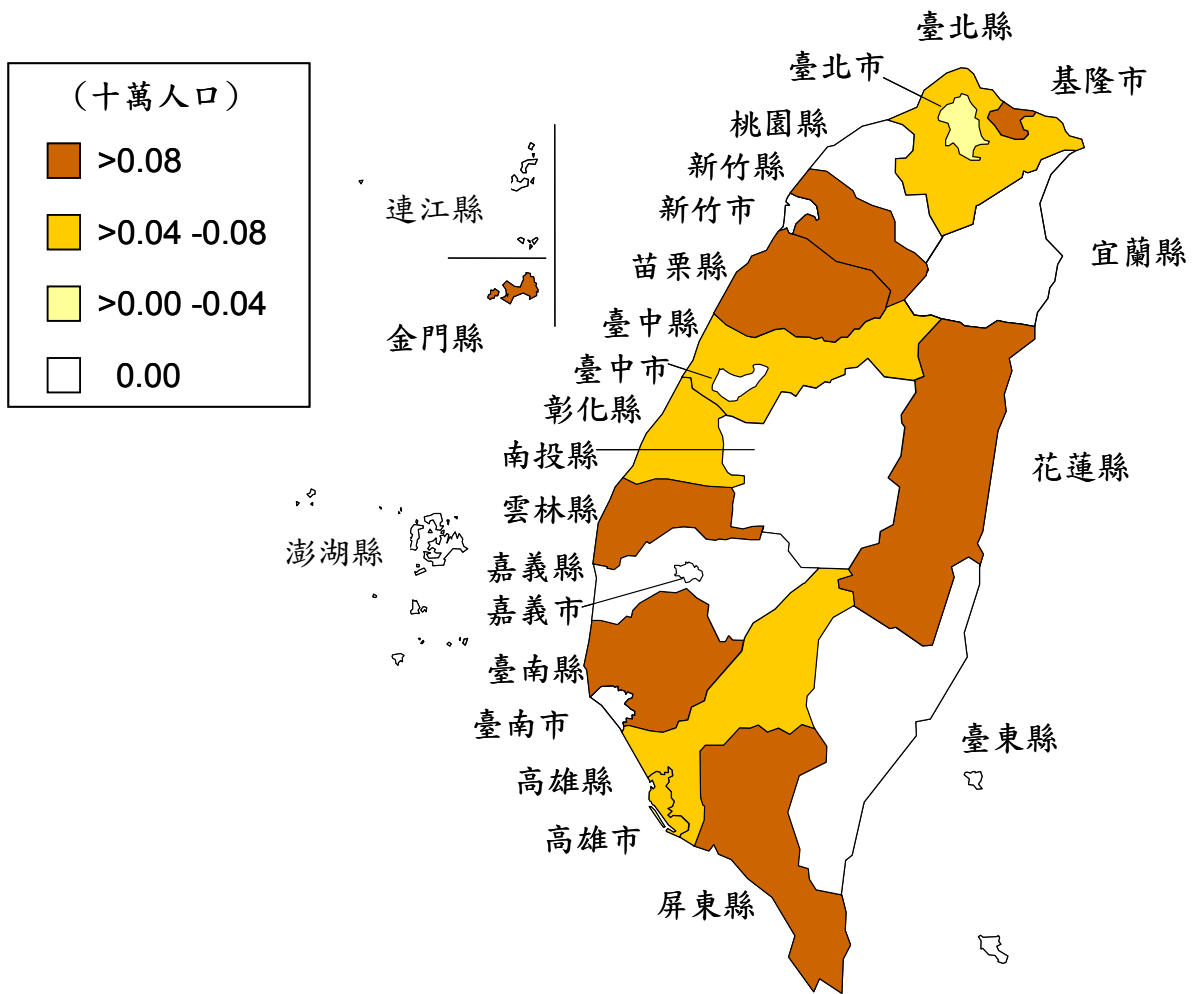 （十萬人口）
>0.08
>0.04 -0.08
>0.00 -0.04
0.00
臺北縣
臺北市
基隆市
桃園縣
新竹縣
新竹市
連江縣
宜蘭縣
苗栗縣
臺中縣
金門縣
臺中市
彰化縣
南投縣
花蓮縣
雲林縣
澎湖縣
嘉義縣
嘉義市
臺南縣
臺南市
臺東縣
高雄縣
高雄市
屏東縣